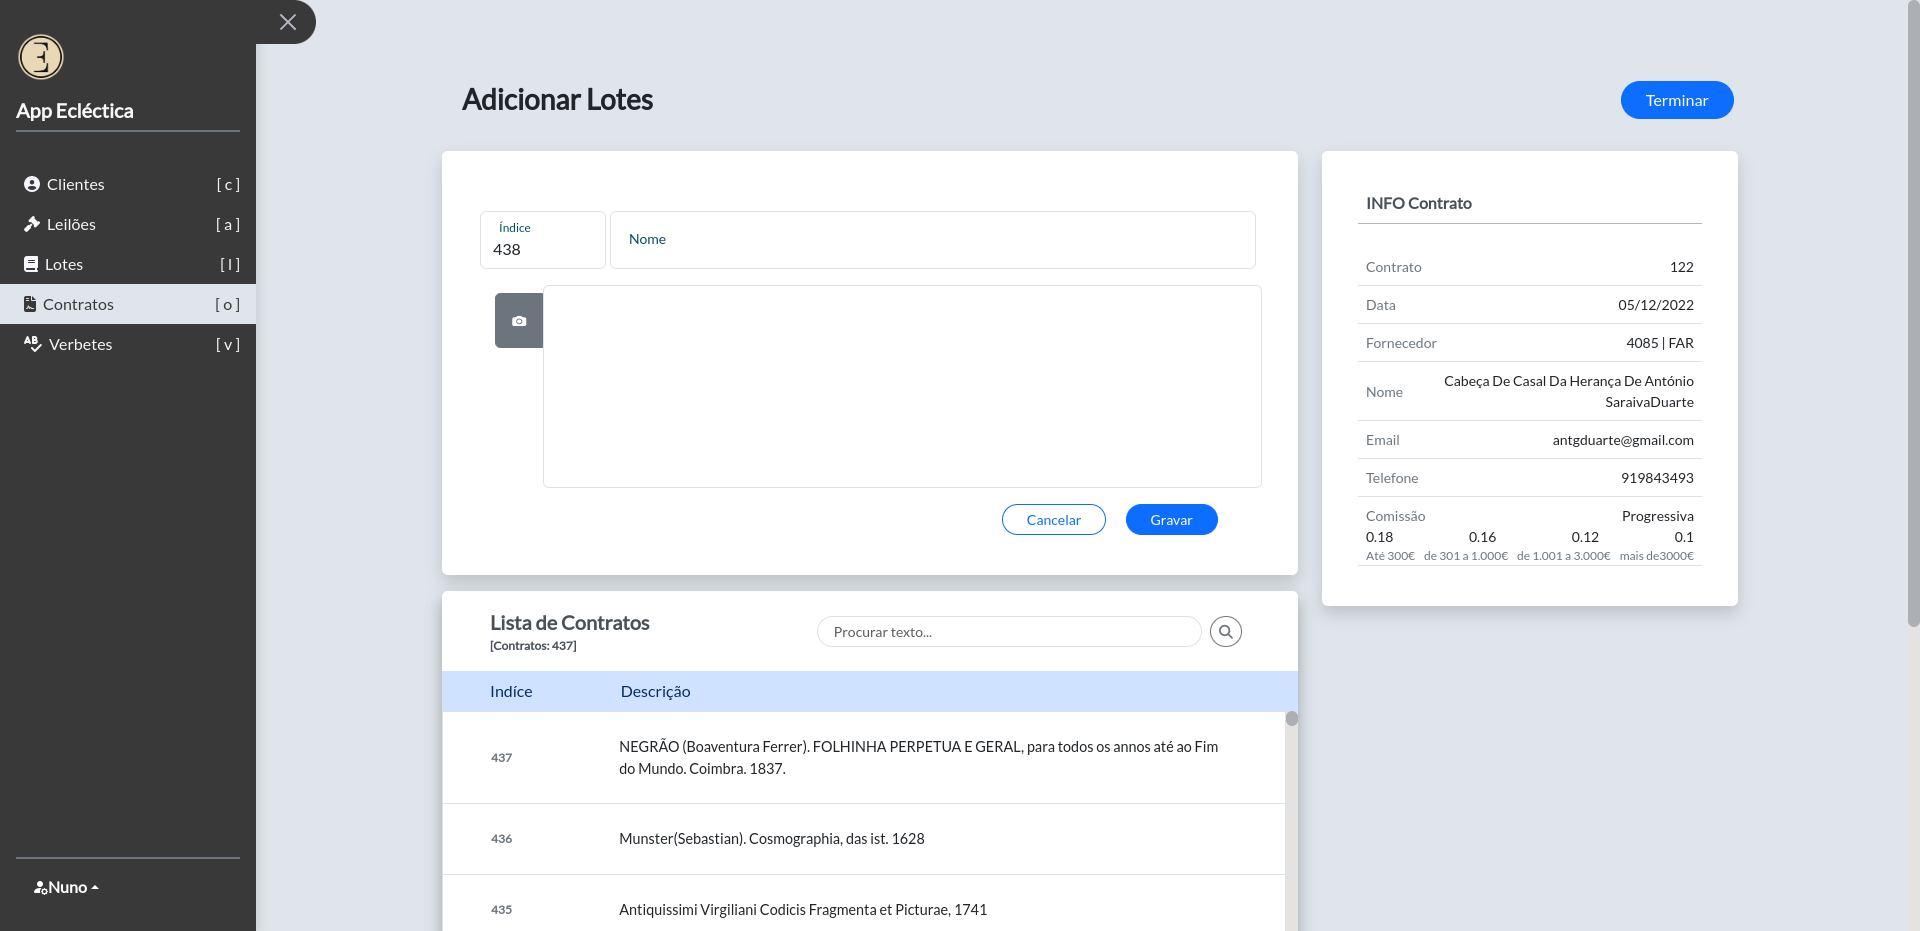 App Ecléctica
Clientes [ c ]
Leilões [ a ]
Lotes [ l ]
Contratos [ o ]
Verbetes [ v ]
Nuno
Adicionar Lotes
Terminar
Índice
438
Nome
Cancelar
Gravar
Lista de Contratos
[Contratos: 437]
Procurar texto...
Indíce Descrição
437 NEGRÃO (Boaventura Ferrer). FOLHINHA PERPETUA E GERAL, para todos os annos até ao Fim
do Mundo. Coimbra. 1837.
436 Munster(Sebastian). Cosmographia, das ist. 1628
435 Antiquissimi Virgiliani Codicis Fragmenta et Picturae, 1741
INFO Contrato
Contrato 122
Data 05/12/2022
Fornecedor 4085 | FAR
Nome Cabeça De Casal Da Herança De António
SaraivaDuarte
Email antgduarte@gmail.com
Telefone 919843493
Comissão Progressiva
0.18 0.16 0.12 0.1
Até 300€ de 301 a 1.000€ de 1.001 a 3.000€ mais de3000€